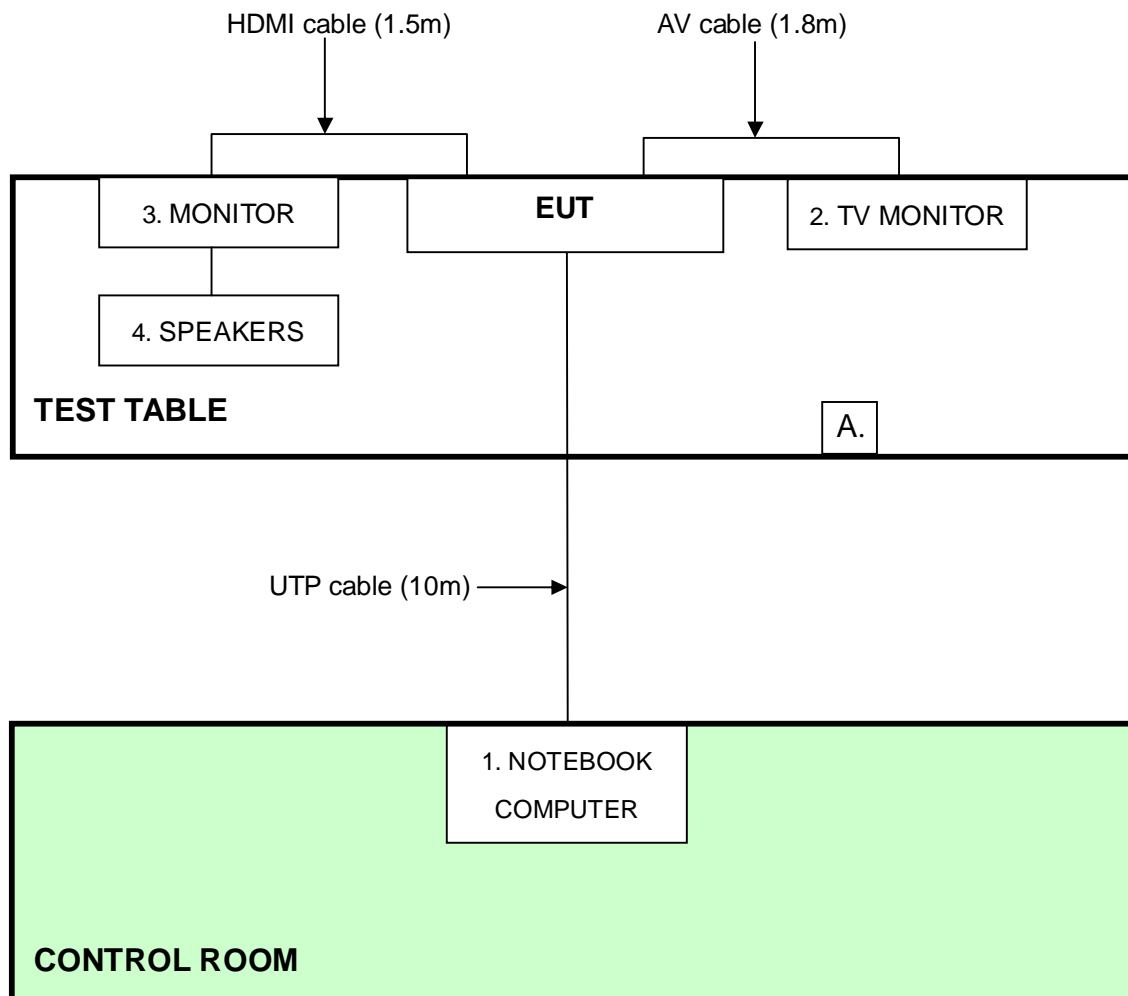 HDMI cable (1.5m)
AV cable (1.8m)
3. MONITOR
EUT
2. TV MONITOR
4. SPEAKERS
TEST TABLE
A.
UTP cable (10m)
1. NOTEBOOK
COMPUTER
CONTROL ROOM